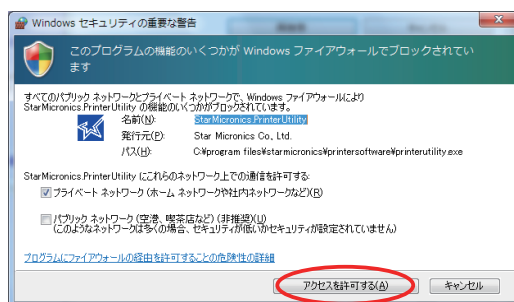 Windows セキュリティの重要な警告
このプログラムの機能のいくつかが Windows ファイアウォールでブロックされてい
ます
すべてのパブリック ネットワークとプライベート ネットワークで、Windows ファイアウォールにより
StarMicronics.PrinterUtility の機能のいくつかがブロックされています。
名前(N): StarMicronics.PrinterUtility
発行元(P): Star Micronics Co., Ltd.
パス(H): C:¥program files¥starmicronics¥printersoftware¥printerutility.exe
StarMicronics.PrinterUtility にこれらのネットワーク上での通信を許可する:
プライベート ネットワーク (ホーム ネットワークや社内ネットワークなど)(R)
パブリック ネットワーク (空港、喫茶店など) (非推奨)(U)
(このようなネットワークは多くの場合、セキュリティが低いかセキュリティが設定されていません)
プログラムにファイアウォールの経由を許可することの危険性の詳細
アクセスを許可する(A) キャンセル